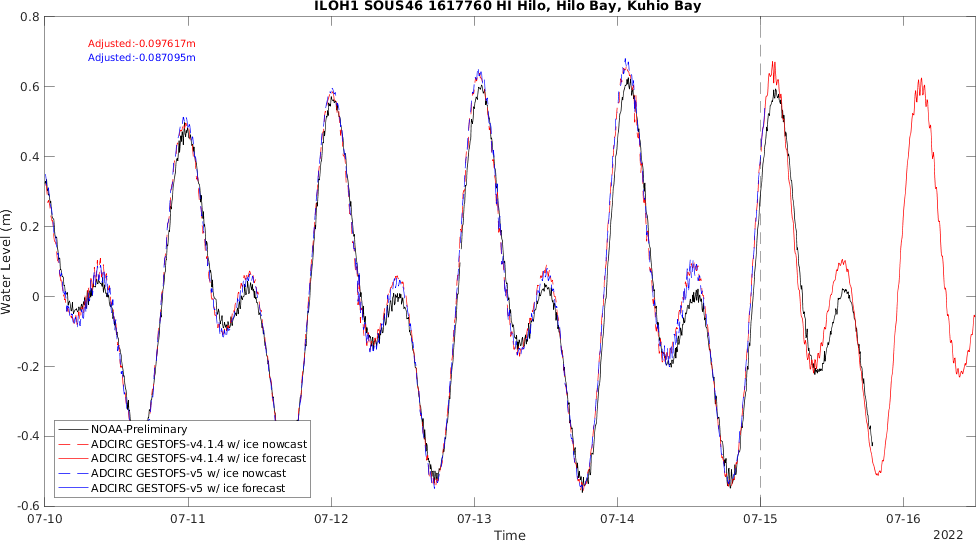 ILOH1 SOUS46 1617760 HI Hilo, Hilo Bay, Kuhio Bay
0.8
Adjusted:-0.097617m
Adjusted:-0.087095m
0.6
0.4
0.2
0
-0.2
-0.4
-0.6
Water Level (m)
NOAA-Preliminary
ADCIRC GESTOFS-v4.1.4 w/ ice nowcast
ADCIRC GESTOFS-v4.1.4 w/ ice forecast
ADCIRC GESTOFS-v5 w/ ice nowcast
ADCIRC GESTOFS-v5 w/ ice forecast
07-10 07-11 07-12 07-13 07-14 07-15 07-16
Time
2022